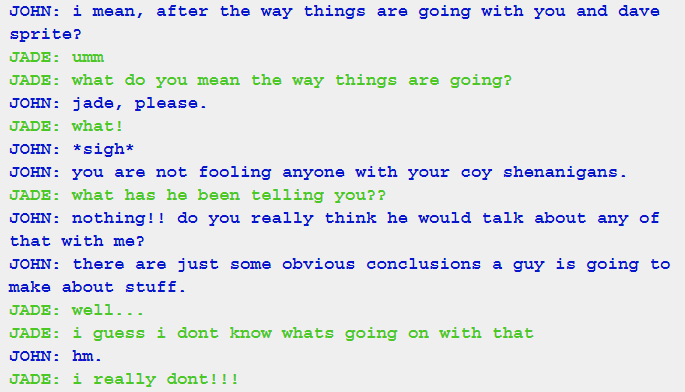 JOHN: i mean, after the way things are going with you and dave
sprite?
JADE: umm
JADE: what do you mean the way things are going?
JOHN: jade, please.
JADE: what!
JOHN: *sigh*
JOHN: you are not fooling anyone with your coy shenanigans.
JADE: what has he been telling you??
JOHN: nothing!! do you really think he would talk about any of
that with me?
JOHN: there are just some obvious conclusions a guy is going to
make about stuff.
JADE: well...
JADE: i guess i dont know whats going on with that
JOHN: hm.
JADE: i really dont!!!